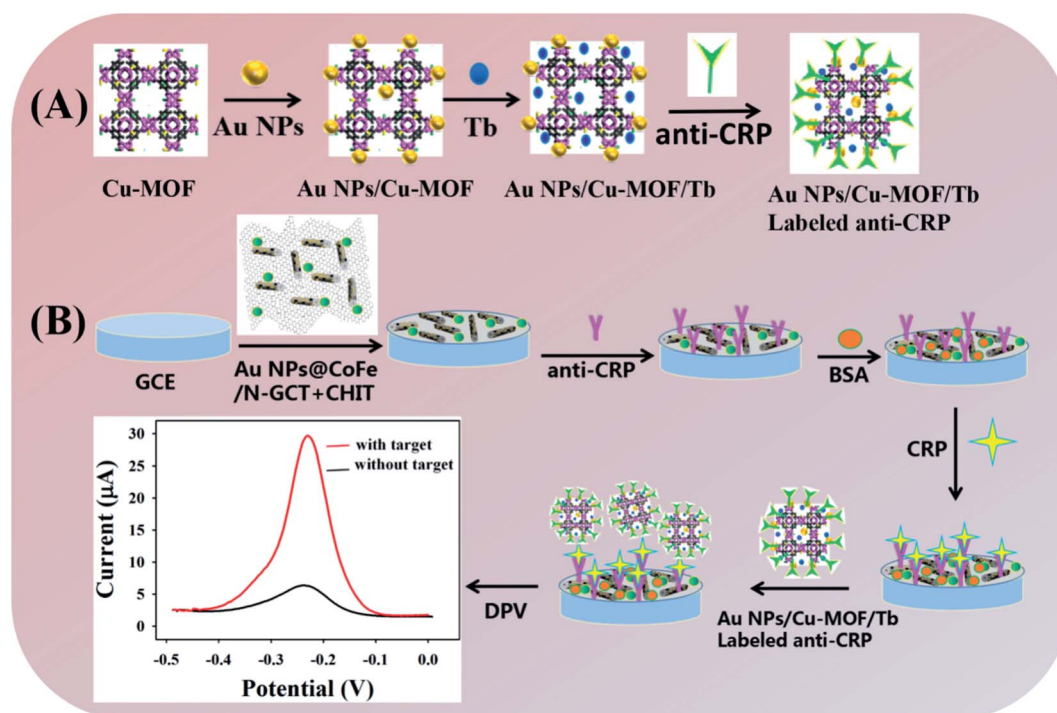 (A)
Au NPs
Tb
anti-CRP
Cu-MOF
Au NPs/Cu-MOF
Au NPs/Cu-MOF/Tb
Au NPs/Cu-MOF/Tb
Labeled anti-CRP
(B)
GCE
Au NPs@CoFe
/N-GCT+CHIT
anti-CRP
BSA
CRP
Au NPs/Cu-MOF/Tb
Labeled anti-CRP
DPV
with target
without target
Current (μA)
30
25
20
15
10
5
0
-0.5
-0.4
-0.3
-0.2
-0.1
0.0
Potential (V)